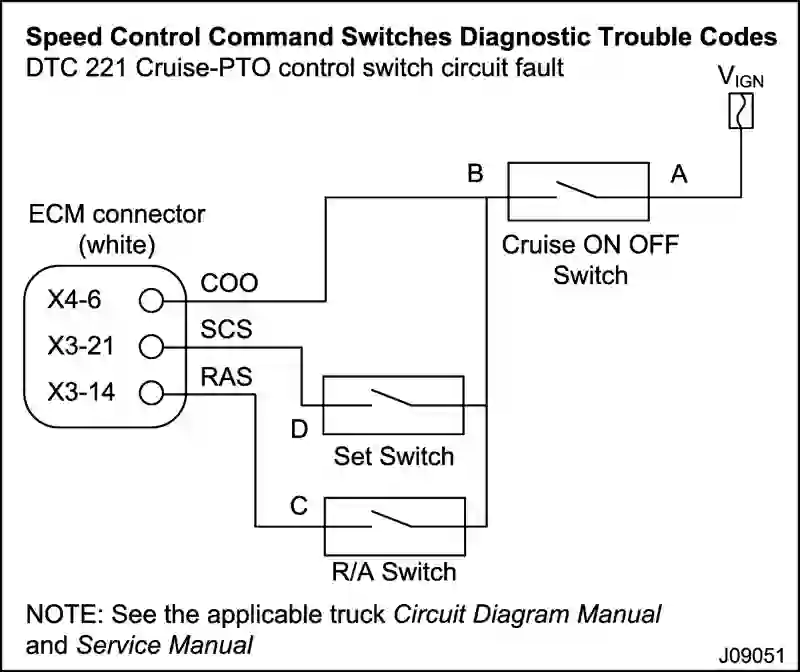 Speed Control Command Switches Diagnostic Trouble Codes
DTC 221 Cruise-PTO control switch circuit fault
VIGN
B
A
ECM connector
(white)
Cruise ON OFF
Switch
X4-6
COO
X3-21
SCS
X3-14
RAS
D
Set Switch
C
R/A Switch
NOTE: See the applicable truck Circuit Diagram Manual
and Service Manual
J09051